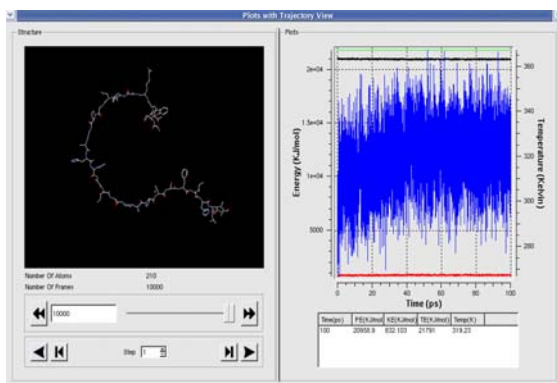 Plots with Trajectory View
Structure
Number Of Atoms 210
Number Of Frames 10000
10000
Step 1
Plots
Energy (KJ/mol)
2e+04
1.5e+04
1e+04
5000
0 20 40 60 80 100
Time (ps)
360
340
320
300
280
Temperature (Kelvin)
Time(ps) PE(KJ/mol) KE(KJ/mol) TE(KJ/mol) Temp(K)
100 20958.9 832.103 21791 319.23